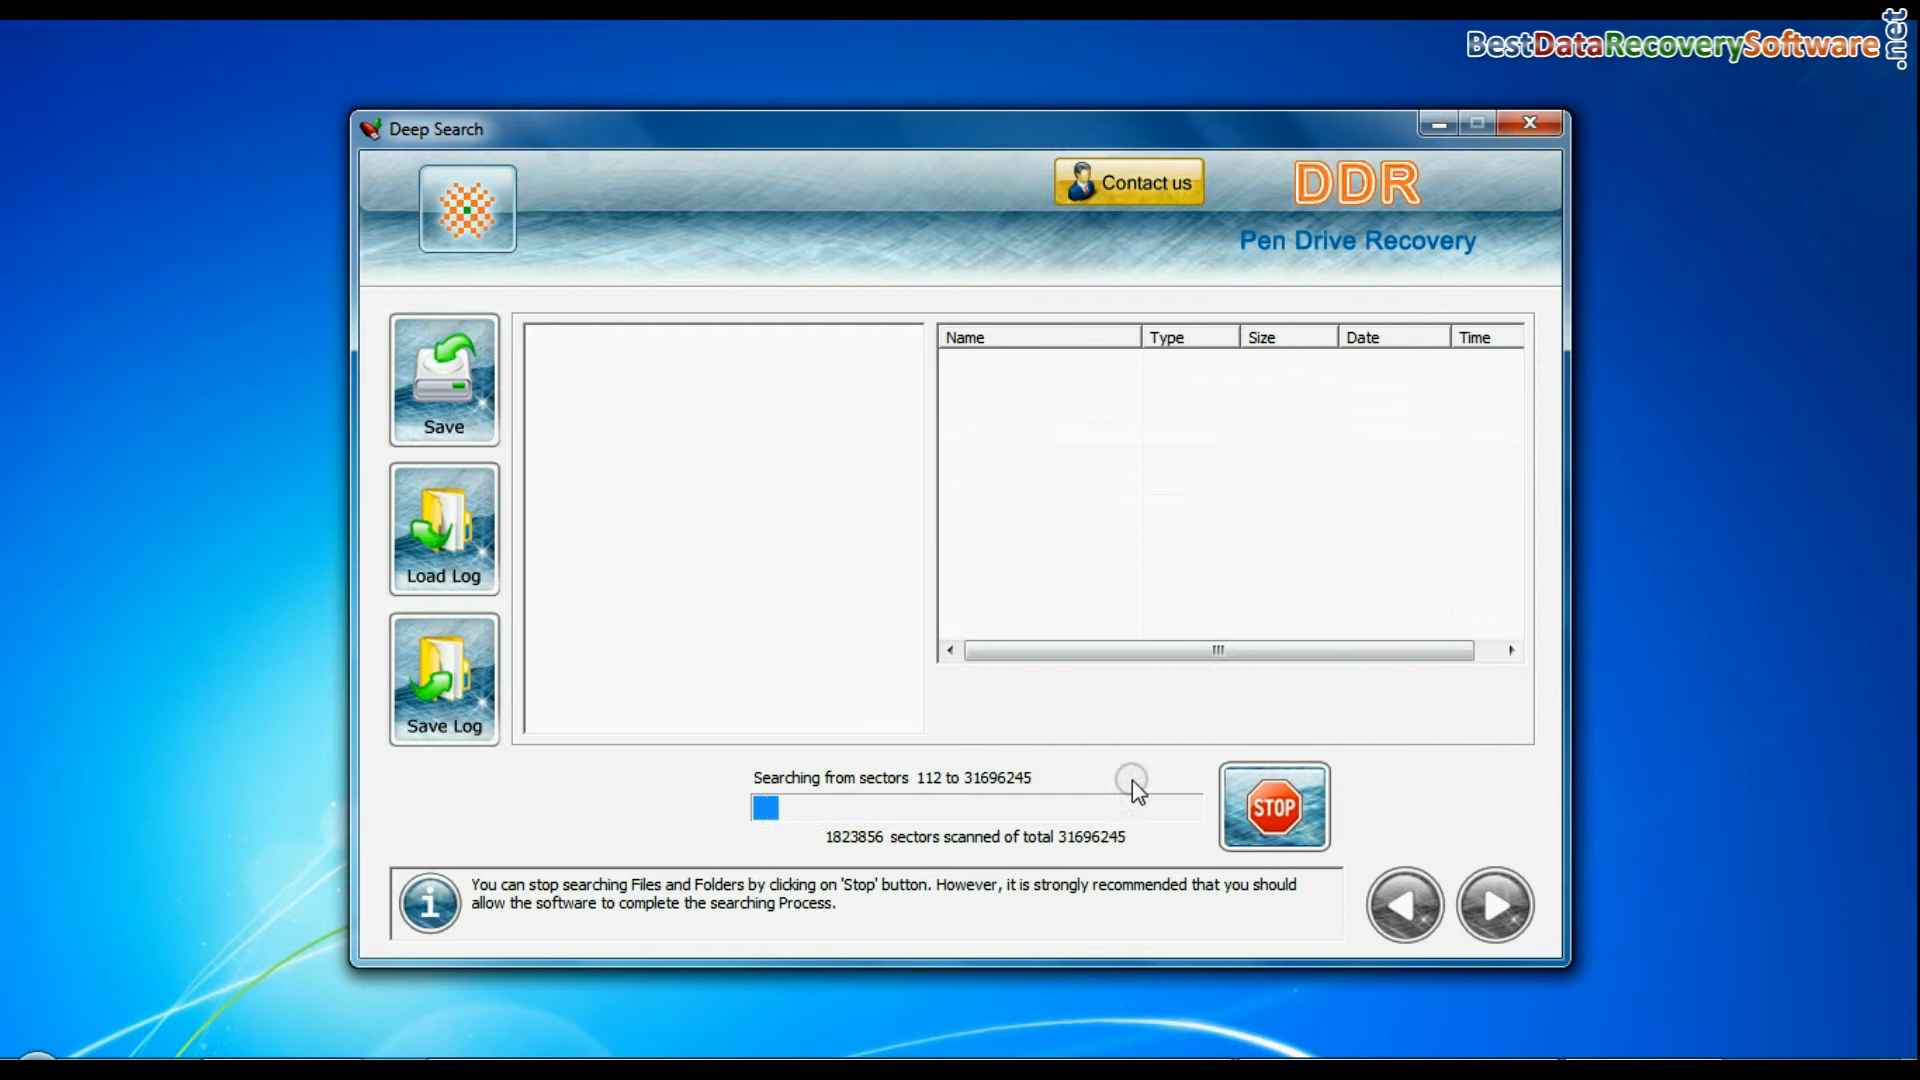 BestDataRecoverySoftware.net
Deep Search
Contact us
DDR
Pen Drive Recovery
Save
Load Log
Save Log
Name Type Size Date Time
Searching from sectors 112 to 31696245
1823856 sectors scanned of total 31696245
STOP
You can stop searching Files and Folders by clicking on 'Stop' button. However, it is strongly recommended that you should
allow the software to complete the searching Process.